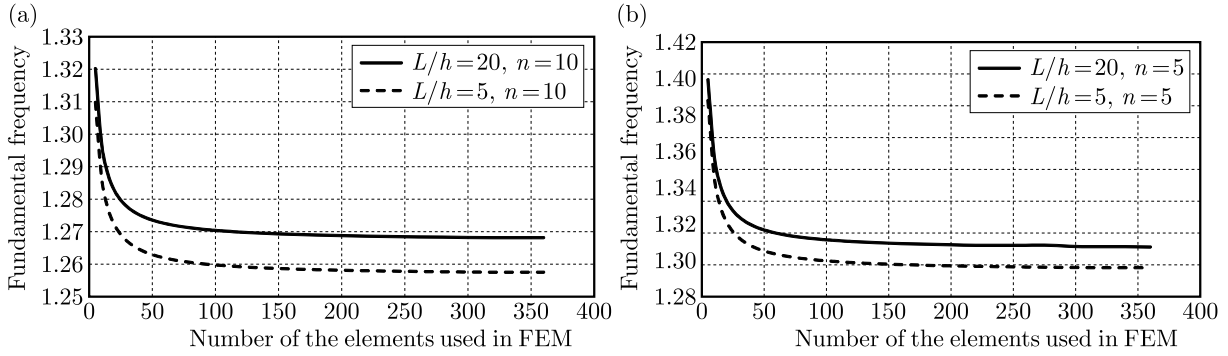 (a)
Fundamental frequency
1.33
1.32
1.31
1.30
1.29
1.28
1.27
1.26
1.25
0 50 100 150 200 250 300 350 400
Number of the elements used in FEM
L/h=20, n=10
L/h=5, n=10
(b)
Fundamental frequency
1.42
1.40
1.38
1.36
1.34
1.32
1.30
1.28
0 50 100 150 200 250 300 350 400
Number of the elements used in FEM
L/h=20, n=5
L/h=5, n=5